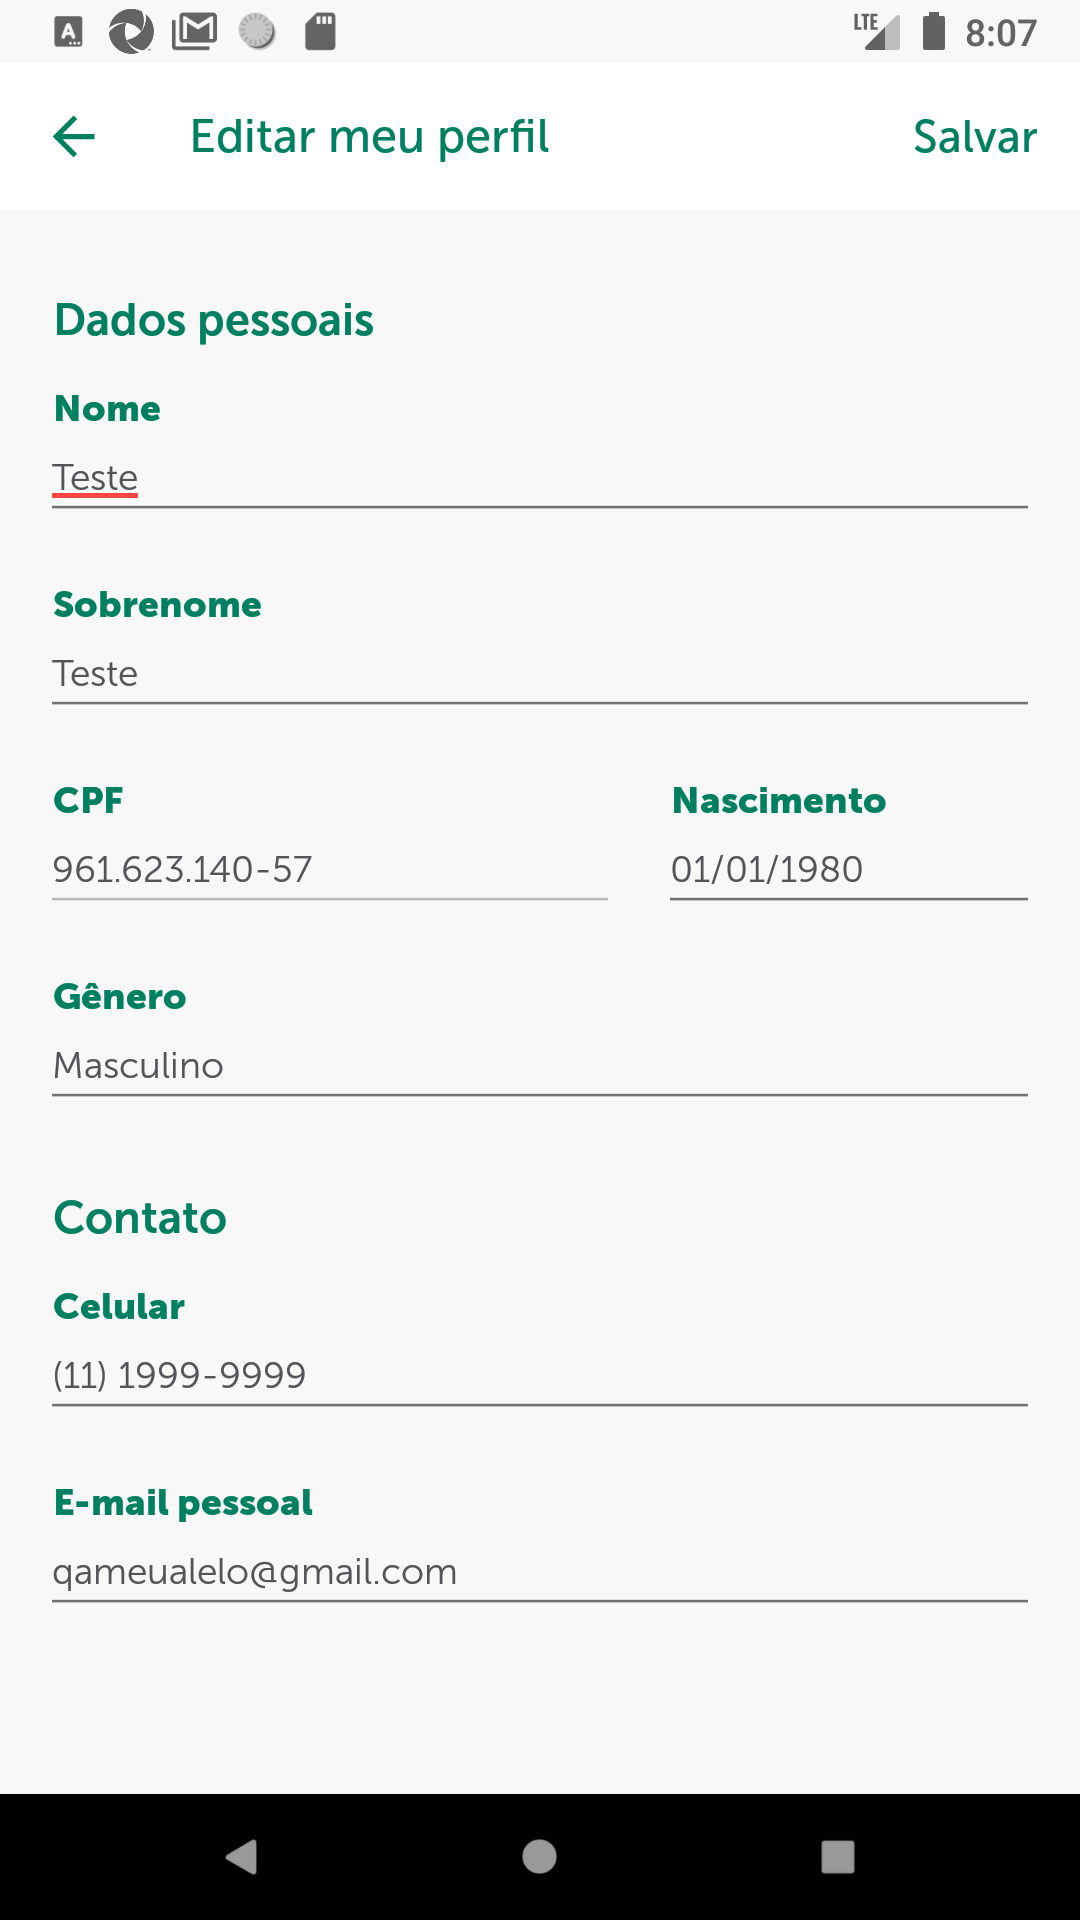 LTE 8:07
Editar meu perfil Salvar
Dados pessoais
Nome
Teste
Sobrenome
Teste
CPF Nascimento
961.623.140-57 01/01/1980
Gênero
Masculino
Contato
Celular
(11) 1999-9999
E-mail pessoal
qameualelo@gmail.com